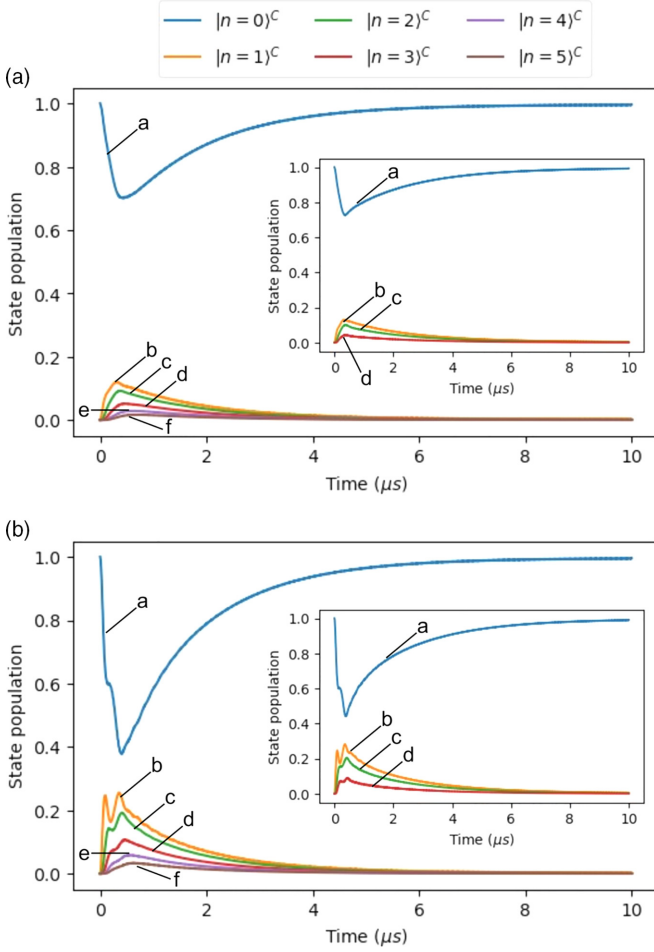 |n = 0⟩ᶜ |n = 2⟩ᶜ |n = 4⟩ᶜ
|n = 1⟩ᶜ |n = 3⟩ᶜ |n = 5⟩ᶜ
(a)
State population
1.0
0.8
0.6
0.4
0.2
0.0
a
b
c
d
e
f
0 2 4 6 8 10
Time (μs)
State population
1.0
0.8
0.6
0.4
0.2
0.0
a
b
c
d
0 2 4 6 8 10
Time (μs)
(b)
State population
1.0
0.8
0.6
0.4
0.2
0.0
a
b
c
d
e
f
0 2 4 6 8 10
Time (μs)
State population
1.0
0.8
0.6
0.4
0.2
0.0
a
b
c
d
0 2 4 6 8 10
Time (μs)